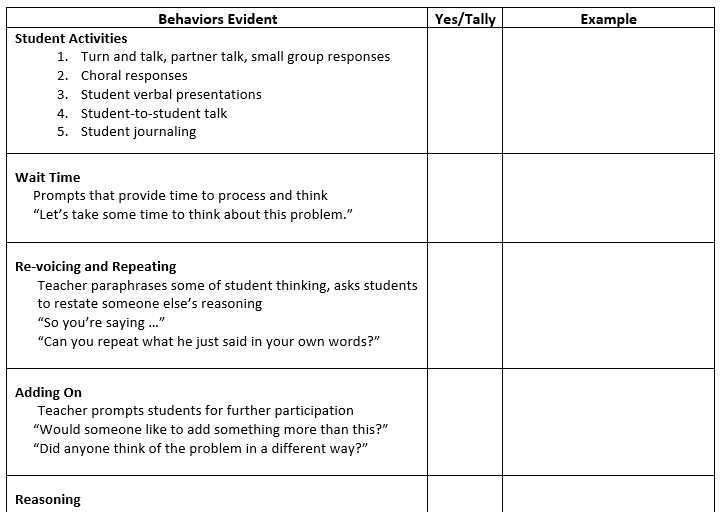 Behaviors Evident Yes/Tally Example
Student Activities
1. Turn and talk, partner talk, small group responses
2. Choral responses
3. Student verbal presentations
4. Student-to-student talk
5. Student journaling
Wait Time
Prompts that provide time to process and think
“Let’s take some time to think about this problem.”
Re-voicing and Repeating
Teacher paraphrases some of student thinking, asks students
to restate someone else’s reasoning
“So you’re saying …”
“Can you repeat what he just said in your own words?”
Adding On
Teacher prompts students for further participation
“Would someone like to add something more than this?”
“Did anyone think of the problem in a different way?”
Reasoning